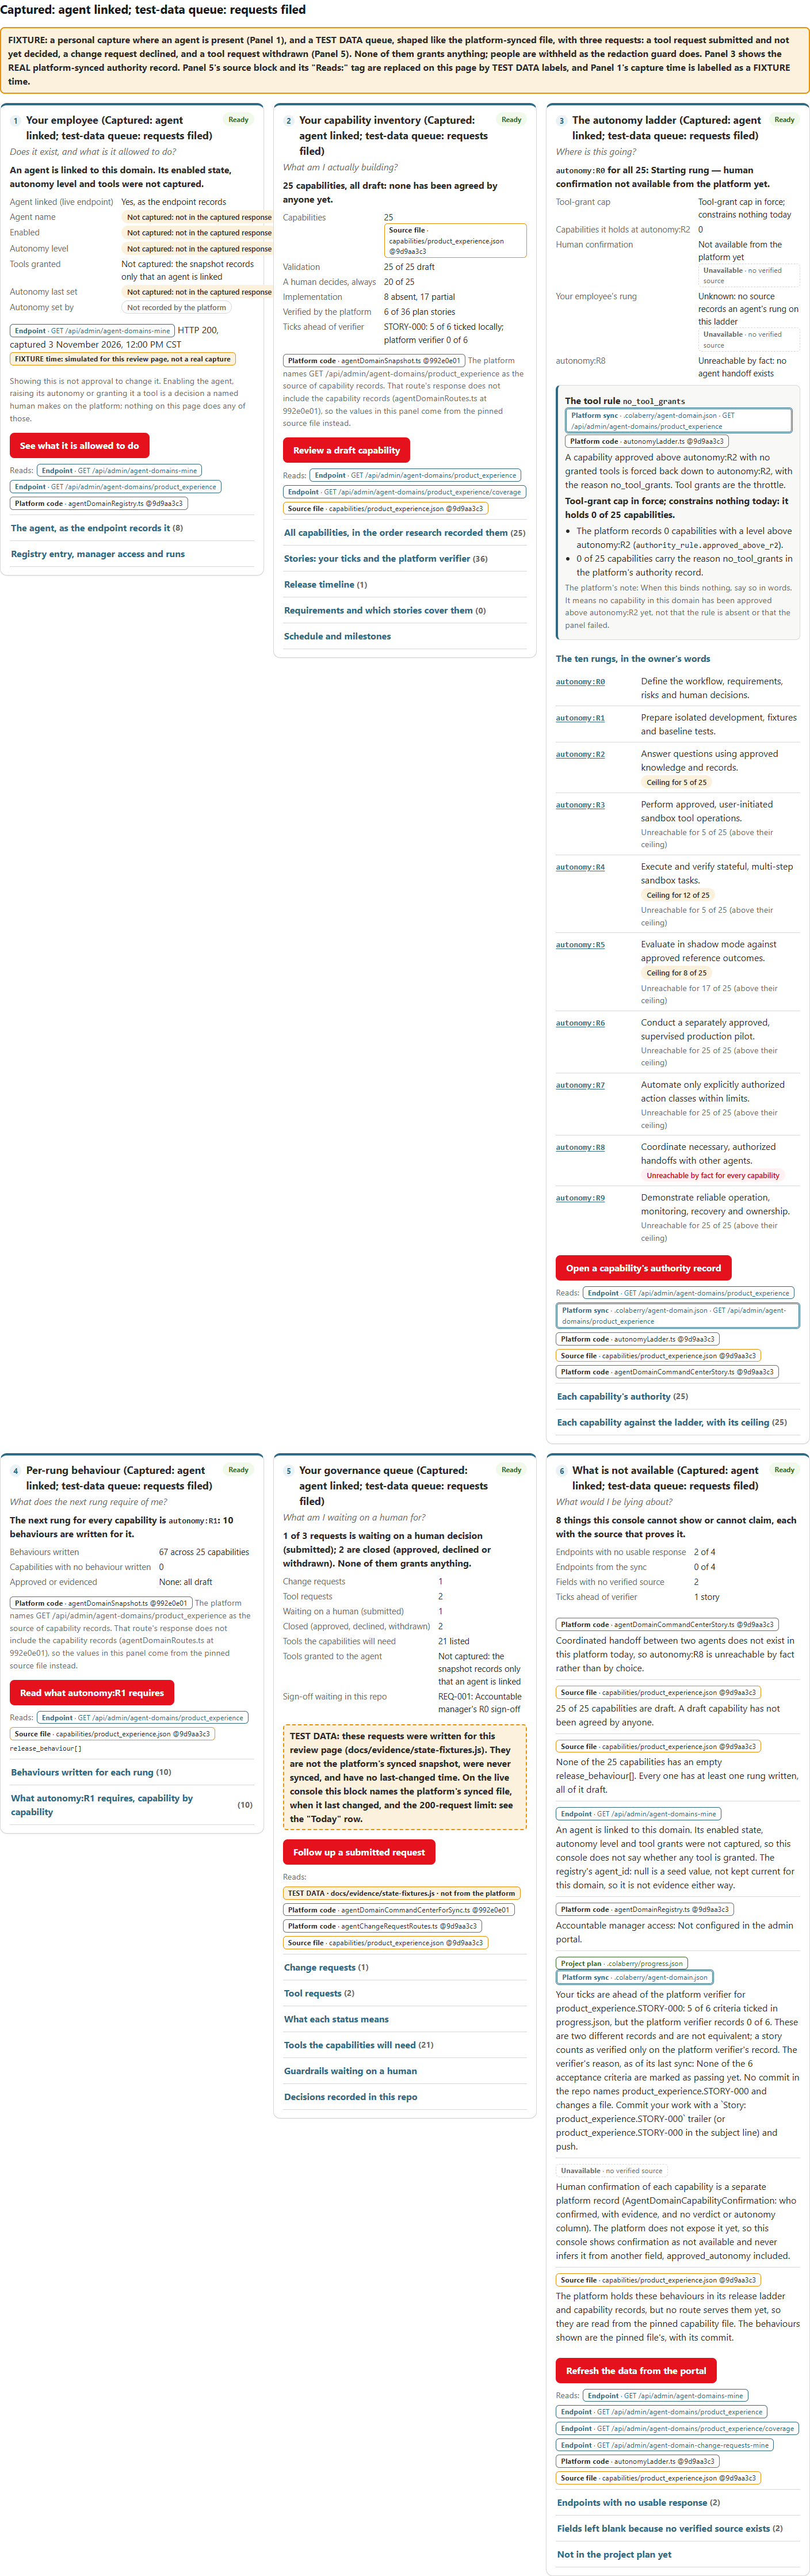 Captured: agent linked; test-data queue: requests filed
FIXTURE: a personal capture where an agent is present (Panel 1), and a TEST DATA queue, shaped like the platform-synced file, with three requests: a tool request submitted and not
yet decided, a change request declined, and a tool request withdrawn (Panel 5). None of them grants anything; people are withheld as the redaction guard does. Panel 3 shows the
REAL platform-synced authority record. Panel 5's source block and its "Reads:" tag are replaced on this page by TEST DATA labels, and Panel 1's capture time is labelled as a FIXTURE
time.
1 Your employee (Captured: agent
linked; test-data queue: requests filed)
Ready
Does it exist, and what is it allowed to do?
An agent is linked to this domain. Its enabled state,
autonomy level and tools were not captured.
Agent linked (live endpoint) Yes, as the endpoint records
Agent name Not captured: not in the captured response
Enabled Not captured: not in the captured response
Autonomy level Not captured: not in the captured response
Tools granted Not captured: the snapshot records
only that an agent is linked
Autonomy last set Not captured: not in the captured response
Autonomy set by Not recorded by the platform
Endpoint · GET /api/admin/agent-domains-mine HTTP 200,
captured 3 November 2026, 12:00 PM CST
FIXTURE time: simulated for this review page, not a real capture
Showing this is not approval to change it. Enabling the agent,
raising its autonomy or granting it a tool is a decision a named
human makes on the platform; nothing on this page does any of
those.
See what it is allowed to do
Reads: Endpoint · GET /api/admin/agent-domains-mine
Endpoint · GET /api/admin/agent-domains/product_experience
Platform code · agentDomainRegistry.ts @9d9aa3c3
The agent, as the endpoint records it (8)
Registry entry, manager access and runs
2 Your capability inventory (Captured:
agent linked; test-data queue: requests
filed)
Ready
What am I actually building?
25 capabilities, all draft: none has been agreed by
anyone yet.
Capabilities 25
Source file ·
capabilities/product_experience.json
@9d9aa3c3
Validation 25 of 25 draft
A human decides, always 20 of 25
Implementation 8 absent, 17 partial
Verified by the platform 6 of 36 plan stories
Ticks ahead of verifier STORY-000: 5 of 6 ticked locally;
platform verifier 0 of 6
Platform code · agentDomainSnapshot.ts @992e0e01 The platform
names GET /api/admin/agent-domains/product_experience as the
source of capability records. That route's response does not
include the capability records (agentDomainRoutes.ts at
992e0e01), so the values in this panel come from the pinned
source file instead.
Review a draft capability
Reads: Endpoint · GET /api/admin/agent-domains/product_experience
Endpoint · GET /api/admin/agent-domains/product_experience/coverage
Source file · capabilities/product_experience.json @9d9aa3c3
All capabilities, in the order research recorded them (25)
Stories: your ticks and the platform verifier (36)
Release timeline (1)
Requirements and which stories cover them (0)
Schedule and milestones
3 The autonomy ladder (Captured: agent
linked; test-data queue: requests filed)
Ready
Where is this going?
autonomy:R0 for all 25: Starting rung — human
confirmation not available from the platform yet.
Tool-grant cap Tool-grant cap in force;
constrains nothing today
Capabilities it holds at autonomy:R2 0
Human confirmation Not available from the
platform yet
Unavailable · no verified
source
Your employee's rung Unknown: no source
records an agent's rung on
this ladder
Unavailable · no verified
source
autonomy:R8 Unreachable by fact: no
agent handoff exists
The tool rule no_tool_grants
Platform sync · .colaberry/agent-domain.json · GET
/api/admin/agent-domains/product_experience
Platform code · autonomyLadder.ts @9d9aa3c3
A capability approved above autonomy:R2 with no
granted tools is forced back down to autonomy:R2, with
the reason no_tool_grants. Tool grants are the throttle.
Tool-grant cap in force; constrains nothing today: it
holds 0 of 25 capabilities.
• The platform records 0 capabilities with a level above
autonomy:R2 (authority_rule.approved_above_r2).
• 0 of 25 capabilities carry the reason no_tool_grants in
the platform's authority record.
The platform's note: When this binds nothing, say so in words.
It means no capability in this domain has been approved
above autonomy:R2 yet, not that the rule is absent or that the
panel failed.
The ten rungs, in the owner's words
autonomy:R0 Define the workflow, requirements,
risks and human decisions.
autonomy:R1 Prepare isolated development, fixtures
and baseline tests.
autonomy:R2 Answer questions using approved
knowledge and records.
Ceiling for 5 of 25
autonomy:R3 Perform approved, user-initiated
sandbox tool operations.
Unreachable for 5 of 25 (above their
ceiling)
autonomy:R4 Execute and verify stateful, multi-step
sandbox tasks.
Ceiling for 12 of 25
Unreachable for 5 of 25 (above their
ceiling)
autonomy:R5 Evaluate in shadow mode against
approved reference outcomes.
Ceiling for 8 of 25
Unreachable for 17 of 25 (above their
ceiling)
autonomy:R6 Conduct a separately approved,
supervised production pilot.
Unreachable for 25 of 25 (above their
ceiling)
autonomy:R7 Automate only explicitly authorized
action classes within limits.
Unreachable for 25 of 25 (above their
ceiling)
autonomy:R8 Coordinate necessary, authorized
handoffs with other agents.
Unreachable by fact for every capability
autonomy:R9 Demonstrate reliable operation,
monitoring, recovery and ownership.
Unreachable for 25 of 25 (above their
ceiling)
Open a capability's authority record
Reads: Endpoint · GET /api/admin/agent-domains/product_experience
Platform sync · .colaberry/agent-domain.json · GET /api/admin/agent-
domains/product_experience
Platform code · autonomyLadder.ts @9d9aa3c3
Source file · capabilities/product_experience.json @9d9aa3c3
Platform code · agentDomainCommandCenterStory.ts @9d9aa3c3
Each capability's authority (25)
Each capability against the ladder, with its ceiling (25)
4 Per-rung behaviour (Captured: agent
linked; test-data queue: requests filed)
Ready
What does the next rung require of me?
The next rung for every capability is autonomy:R1: 10
behaviours are written for it.
Behaviours written 67 across 25 capabilities
Capabilities with no behaviour written 0
Approved or evidenced None: all draft
Platform code · agentDomainSnapshot.ts @992e0e01 The platform
names GET /api/admin/agent-domains/product_experience as the
source of capability records. That route's response does not
include the capability records (agentDomainRoutes.ts at
992e0e01), so the values in this panel come from the pinned
source file instead.
Read what autonomy:R1 requires
Reads: Endpoint · GET /api/admin/agent-domains/product_experience
Source file · capabilities/product_experience.json @9d9aa3c3
release_behaviour[]
Behaviours written for each rung (10)
What autonomy:R1 requires, capability by
capability (10)
5 Your governance queue (Captured:
agent linked; test-data queue: requests
filed)
Ready
What am I waiting on a human for?
1 of 3 requests is waiting on a human decision
(submitted); 2 are closed (approved, declined or
withdrawn). None of them grants anything.
Change requests 1
Tool requests 2
Waiting on a human (submitted) 1
Closed (approved, declined, withdrawn) 2
Tools the capabilities will need 21 listed
Tools granted to the agent Not captured: the
snapshot records only
that an agent is linked
Sign-off waiting in this repo REQ-001: Accountable
manager's R0 sign-off
TEST DATA: these requests were written for this
review page (docs/evidence/state-fixtures.js). They
are not the platform's synced snapshot, were never
synced, and have no last-changed time. On the live
console this block names the platform's synced file,
when it last changed, and the 200-request limit: see
the "Today" row.
Follow up a submitted request
Reads:
TEST DATA · docs/evidence/state-fixtures.js · not from the platform
Platform code · agentDomainCommandCenterForSync.ts @992e0e01
Platform code · agentChangeRequestRoutes.ts @9d9aa3c3
Source file · capabilities/product_experience.json @9d9aa3c3
Change requests (1)
Tool requests (2)
What each status means
Tools the capabilities will need (21)
Guardrails waiting on a human
Decisions recorded in this repo
6 What is not available (Captured: agent
linked; test-data queue: requests filed)
Ready
What would I be lying about?
8 things this console cannot show or cannot claim, each
with the source that proves it.
Endpoints with no usable response 2 of 4
Endpoints from the sync 0 of 4
Fields with no verified source 2
Ticks ahead of verifier 1 story
Platform code · agentDomainCommandCenterStory.ts @9d9aa3c3
Coordinated handoff between two agents does not exist in
this platform today, so autonomy:R8 is unreachable by fact
rather than by choice.
Source file · capabilities/product_experience.json @9d9aa3c3
25 of 25 capabilities are draft. A draft capability has not
been agreed by anyone.
Source file · capabilities/product_experience.json @9d9aa3c3
None of the 25 capabilities has an empty
release_behaviour[]. Every one has at least one rung written,
all of it draft.
Endpoint · GET /api/admin/agent-domains-mine
An agent is linked to this domain. Its enabled state,
autonomy level and tool grants were not captured, so this
console does not say whether any tool is granted. The
registry's agent_id: null is a seed value, not kept current for
this domain, so it is not evidence either way.
Platform code · agentDomainRegistry.ts @9d9aa3c3
Accountable manager access: Not configured in the admin
portal.
Project plan · .colaberry/progress.json
Platform sync · .colaberry/agent-domain.json
Your ticks are ahead of the platform verifier for
product_experience.STORY-000: 5 of 6 criteria ticked in
progress.json, but the platform verifier records 0 of 6. These
are two different records and are not equivalent; a story
counts as verified only on the platform verifier's record. The
verifier's reason, as of its last sync: None of the 6
acceptance criteria are marked as passing yet. No commit in
the repo names product_experience.STORY-000 and
changes a file. Commit your work with a `Story:
product_experience.STORY-000` trailer (or
product_experience.STORY-000 in the subject line) and
push.
Unavailable · no verified source
Human confirmation of each capability is a separate
platform record (AgentDomainCapabilityConfirmation: who
confirmed, with evidence, and no verdict or autonomy
column). The platform does not expose it yet, so this
console shows confirmation as not available and never
infers it from another field, approved_autonomy included.
Source file · capabilities/product_experience.json @9d9aa3c3
The platform holds these behaviours in its release ladder
and capability records, but no route serves them yet, so
they are read from the pinned capability file. The behaviours
shown are the pinned file's, with its commit.
Refresh the data from the portal
Reads: Endpoint · GET /api/admin/agent-domains-mine
Endpoint · GET /api/admin/agent-domains/product_experience
Endpoint · GET /api/admin/agent-domains/product_experience/coverage
Endpoint · GET /api/admin/agent-domain-change-requests-mine
Platform code · autonomyLadder.ts @9d9aa3c3
Source file · capabilities/product_experience.json @9d9aa3c3
Endpoints with no usable response (2)
Fields left blank because no verified source exists (2)
Not in the project plan yet